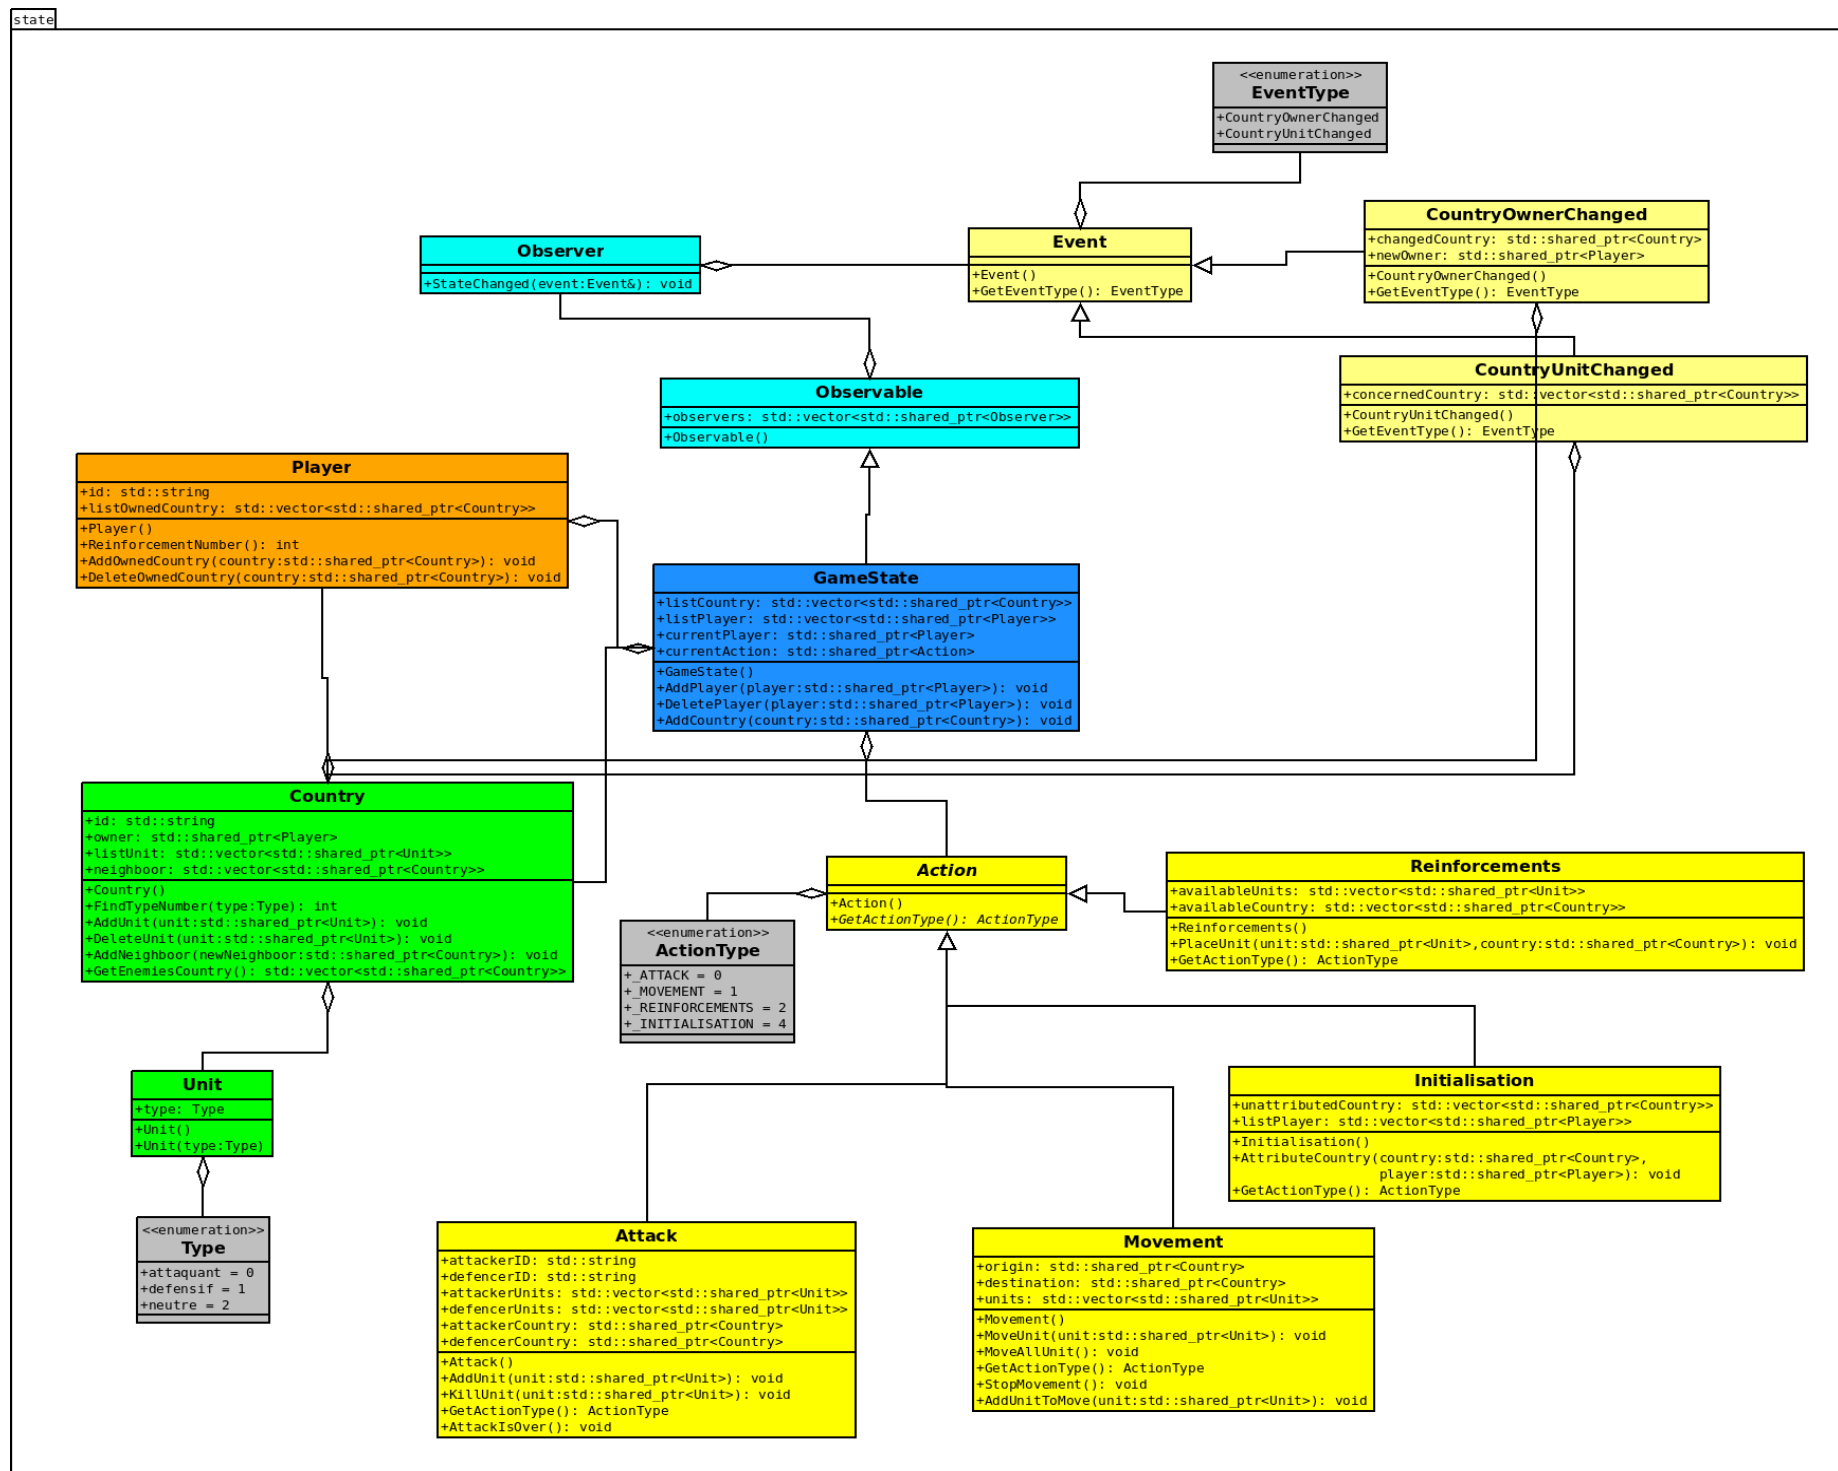 state
<<enumeration>>
EventType
+CountryOwnerChanged
+CountryUnitChanged
CountryOwnerChanged
+changedCountry: std::shared_ptr<Country>
+newOwner: std::shared_ptr<Player>
+CountryOwnerChanged()
+GetEventType(): EventType
Event
+Event()
+GetEventType(): EventType
Observer
+StateChanged(event:Event&): void
CountryUnitChanged
+concernedCountry: std::vector<std::shared_ptr<Country>>
+CountryUnitChanged()
+GetEventType(): EventType
Observable
+observers: std::vector<std::shared_ptr<Observer>>
+Observable()
Player
+id: std::string
+listOwnedCountry: std::vector<std::shared_ptr<Country>>
+Player()
+ReinforcementNumber(): int
+AddOwnedCountry(country:std::shared_ptr<Country>): void
+DeleteOwnedCountry(country:std::shared_ptr<Country>): void
GameState
+listCountry: std::vector<std::shared_ptr<Country>>
+listPlayer: std::vector<std::shared_ptr<Player>>
+currentPlayer: std::shared_ptr<Player>
+currentAction: std::shared_ptr<Action>
+GameState()
+AddPlayer(player:std::shared_ptr<Player>): void
+DeletePlayer(player:std::shared_ptr<Player>): void
+AddCountry(country:std::shared_ptr<Country>): void
Country
+id: std::string
+owner: std::shared_ptr<Player>
+listUnit: std::vector<std::shared_ptr<Unit>>
+neighboor: std::vector<std::shared_ptr<Country>>
+Country()
+FindTypeNumber(type:Type): int
+AddUnit(unit:std::shared_ptr<Unit>): void
+DeleteUnit(unit:std::shared_ptr<Unit>): void
+AddNeighboor(newNeighboor:std::shared_ptr<Country>): void
+GetEnemiesCountry(): std::vector<std::shared_ptr<Country>>
Action
+Action()
+GetActionType(): ActionType
Reinforcements
+availableUnits: std::vector<std::shared_ptr<Unit>>
+availableCountry: std::vector<std::shared_ptr<Country>>
+Reinforcements()
+PlaceUnit(unit:std::shared_ptr<Unit>,country:std::shared_ptr<Country>): void
+GetActionType(): ActionType
<<enumeration>>
ActionType
+_ATTACK = 0
+_MOVEMENT = 1
+_REINFORCEMENTS = 2
+_INITIALISATION = 4
Unit
+type: Type
+Unit()
+Unit(type:Type)
Initialisation
+unattributedCountry: std::vector<std::shared_ptr<Country>>
+listPlayer: std::vector<std::shared_ptr<Player>>
+Initialisation()
+AttributeCountry(country:std::shared_ptr<Country>,
player:std::shared_ptr<Player>): void
+GetActionType(): ActionType
<<enumeration>>
Type
+attaquant = 0
+defensif = 1
+neutre = 2
Attack
+attackerID: std::string
+defencerID: std::string
+attackerUnits: std::vector<std::shared_ptr<Unit>>
+defencerUnits: std::vector<std::shared_ptr<Unit>>
+attackerCountry: std::shared_ptr<Country>
+defencerCountry: std::shared_ptr<Country>
+Attack()
+AddUnit(unit:std::shared_ptr<Unit>): void
+KillUnit(unit:std::shared_ptr<Unit>): void
+GetActionType(): ActionType
+AttackIsOver(): void
Movement
+origin: std::shared_ptr<Country>
+destination: std::shared_ptr<Country>
+units: std::vector<std::shared_ptr<Unit>>
+Movement()
+MoveUnit(unit:std::shared_ptr<Unit>): void
+MoveAllUnit(): void
+GetActionType(): ActionType
+StopMovement(): void
+AddUnitToMove(unit:std::shared_ptr<Unit>): void